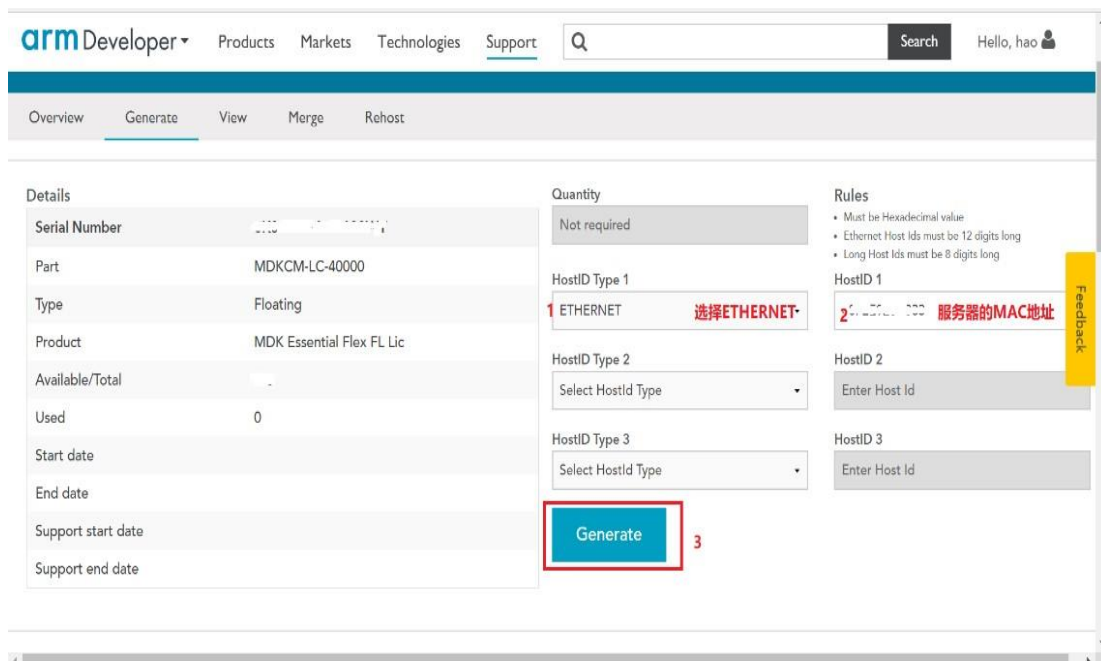 arm Developer Products Markets Technologies Support Search Hello, hao
Overview Generate View Merge Rehost
Details
Serial Number
Part MDKCM-LC-40000
Type Floating
Product MDK Essential Flex FL Lic
Available/Total
Used 0
Start date
End date
Support start date
Support end date
Quantity
Not required
HostID Type 1
1 ETHERNET 选择ETHERNET
HostID Type 2
Select HostId Type
HostID Type 3
Select HostId Type
Generate 3
Rules
• Must be Hexadecimal value
• Ethernet Host Ids must be 12 digits long
• Long Host Ids must be 8 digits long
HostID 1
2 服务器的MAC地址
HostID 2
Enter Host Id
HostID 3
Enter Host Id
Feedback